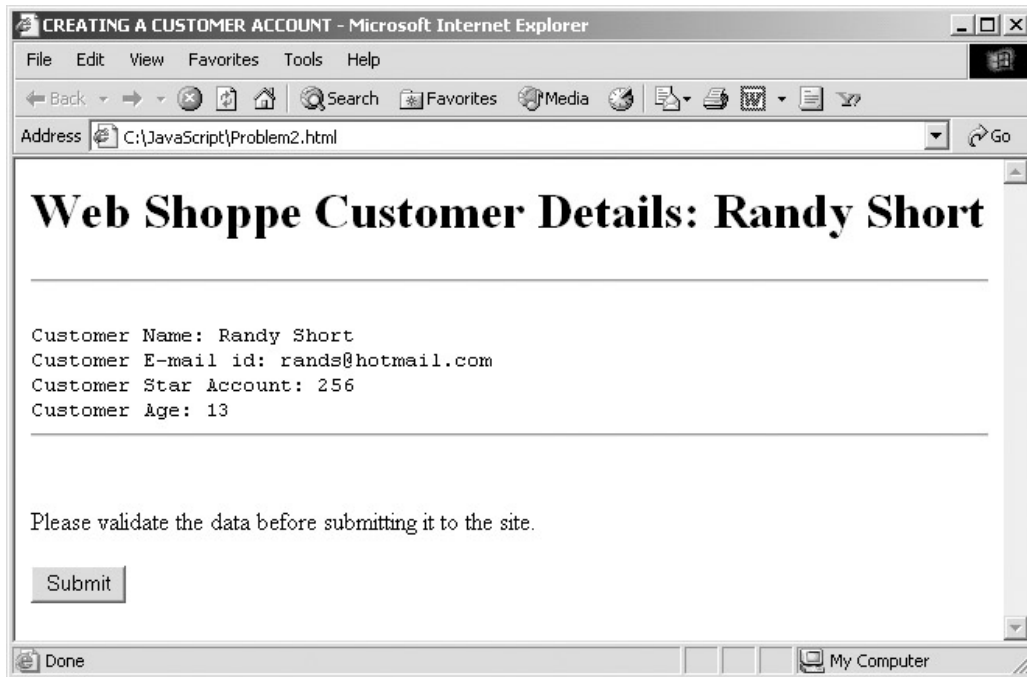 CREATING A CUSTOMER ACCOUNT - Microsoft Internet Explorer
File Edit View Favorites Tools Help
Back Search Favorites Media
Address C:\JavaScript\Problem2.html Go
Web Shoppe Customer Details: Randy Short
Customer Name: Randy Short
Customer E-mail id: rands@hotmail.com
Customer Star Account: 256
Customer Age: 13
Please validate the data before submitting it to the site.
Submit
Done My Computer